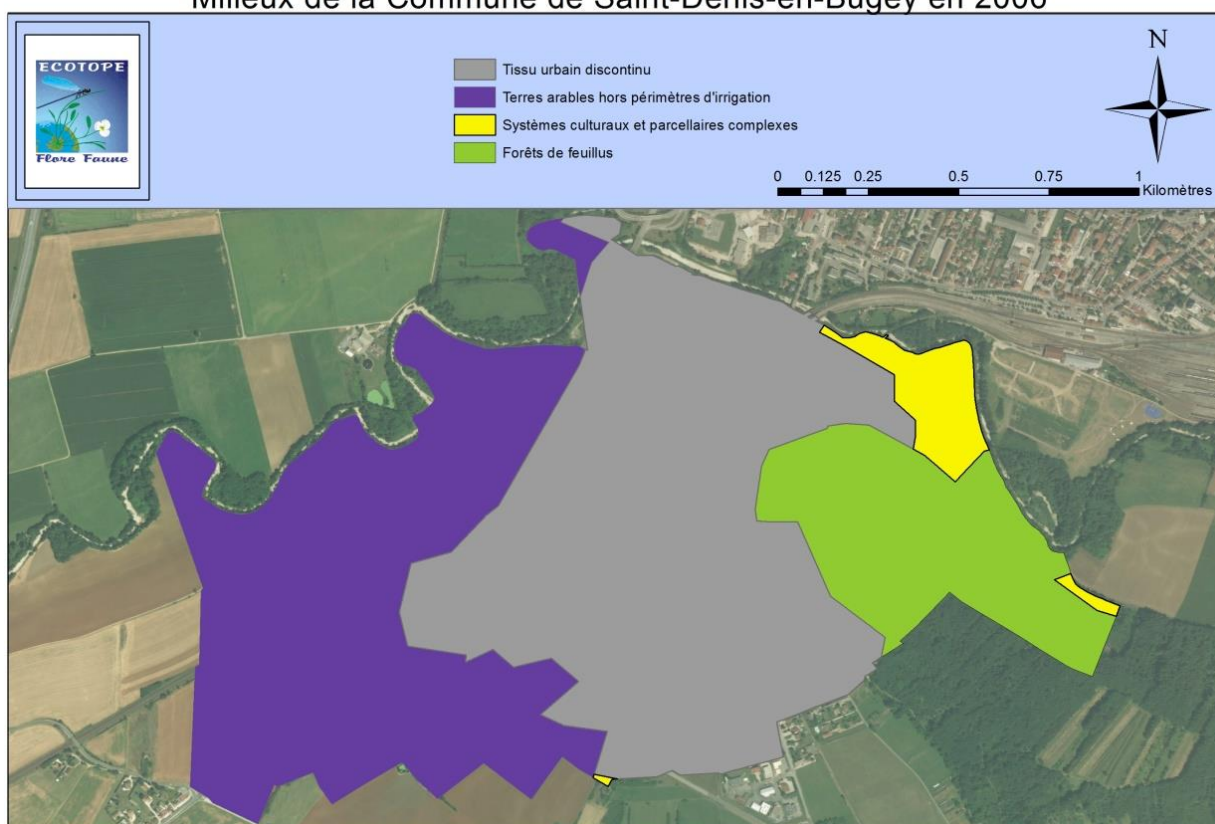 Milieux de la Commune de Saint-Denis-en-Bugey en 2006
ECOTOPE
Flore Faune
Tissu urbain discontinu
Terres arables hors périmètres d'irrigation
Systèmes culturaux et parcellaires complexes
Forêts de feuillus
N
0 0.125 0.25 0.5 0.75 1
Kilomètres